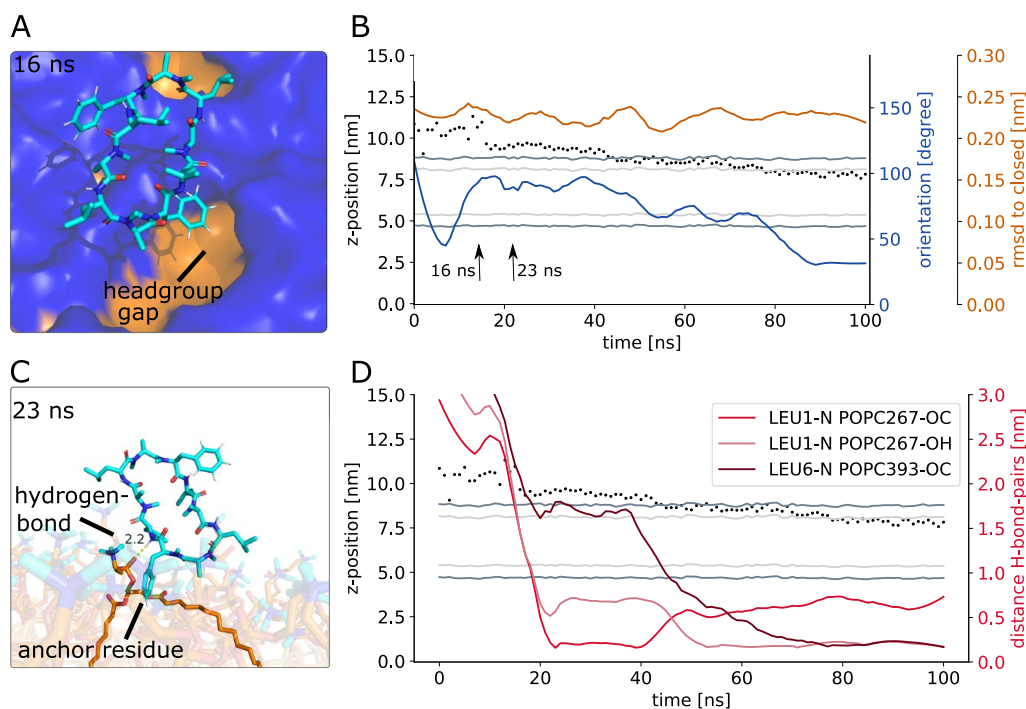 A
16 ns
headgroup
gap
B
15.0
12.5
10.0
7.5
5.0
2.5
0.0
z-position [nm]
16 ns
23 ns
0
20
40
60
80
100
time [ns]
150
100
50
0
orientation [degree]
0.30
0.25
0.20
0.15
0.10
0.05
0.00
rmsd to closed [nm]
C
23 ns
hydrogen-
bond
2.2
anchor residue
D
15.0
12.5
10.0
7.5
5.0
2.5
0.0
z-position [nm]
LEU1-N POPC267-OC
LEU1-N POPC267-OH
LEU6-N POPC393-OC
0
20
40
60
80
100
time [ns]
3.0
2.5
2.0
1.5
1.0
0.5
0.0
distance H-bond-pairs [nm]